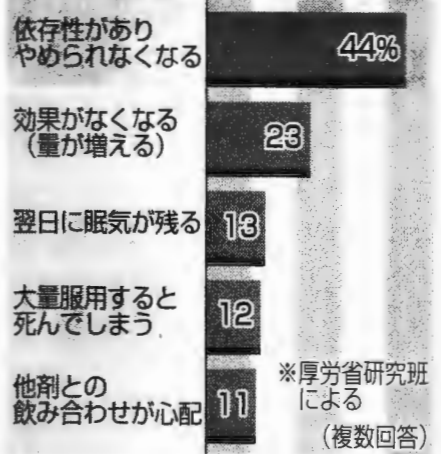 依存性があり
やめられなくなる
44%
効果がなくなる
(量が増える)
23
翌日に眠気が残る
13
大量服用すると
死んでしまう
12
他剤との
飲み合わせが心配
11
※厚労省研究班
による
(複数回答)